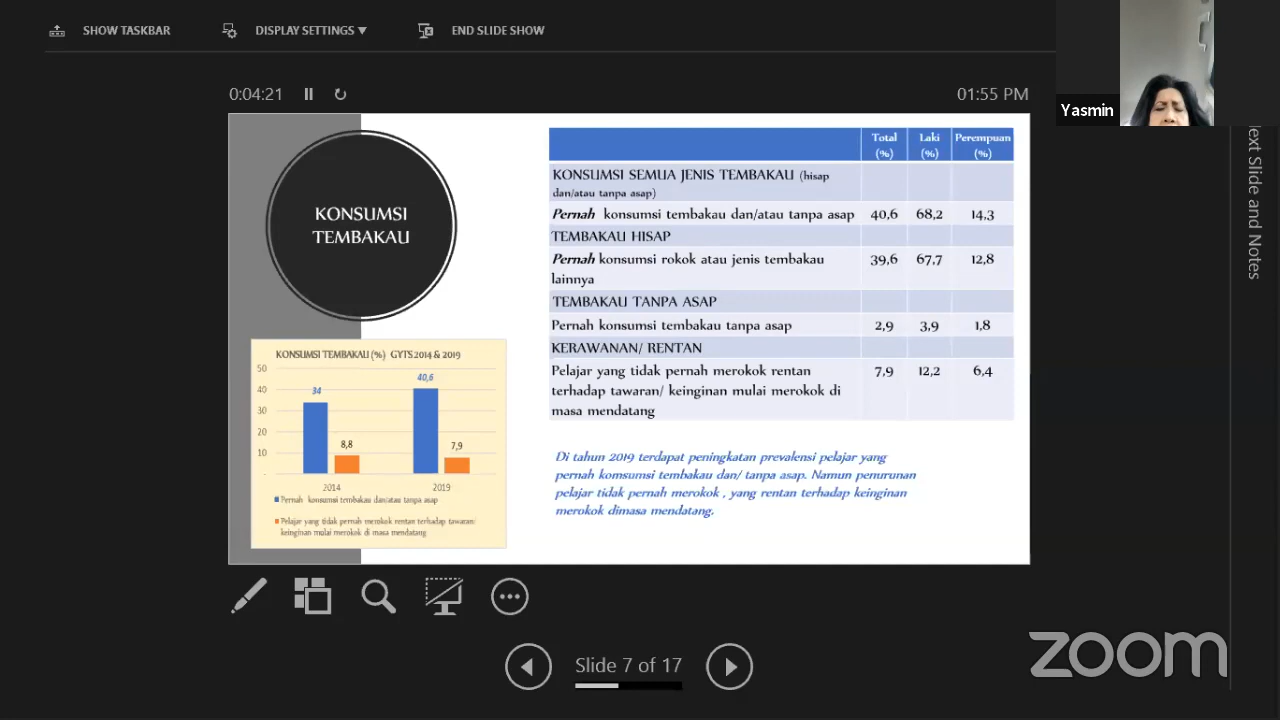 SHOW TASKBAR
DISPLAY SETTINGS ▼
END SLIDE SHOW
0:04:21
01:55 PM
Yasmin
ext Slide and Notes
KONSUMSI
TEMBAKAU
KONSUMSI TEMBAKAU (%) GYTS 2014 & 2019
50
40
30
20
10
-
34
8,8
40,6
7,9
2014
2019
Pernah konsumsi tembakau dan/atau tanpa asap
Pelajar yang tidak pernah merokok rentan terhadap tawaran/
keinginan mulai merokok di masa mendatang
Total (%) Laki (%) Perempuan (%)
KONSUMSI SEMUA JENIS TEMBAKAU (hisap
dan/atau tanpa asap)
Pernah konsumsi tembakau dan/atau tanpa asap 40,6 68,2 14,3
TEMBAKAU HISAP
Pernah konsumsi rokok atau jenis tembakau 39,6 67,7 12,8
lainnya
TEMBAKAU TANPA ASAP
Pernah konsumsi tembakau tanpa asap 2,9 3,9 1,8
KERAWANAN/ RENTAN
Pelajar yang tidak pernah merokok rentan 7,9 12,2 6,4
terhadap tawaran/ keinginan mulai merokok di
masa mendatang
Di tahun 2019 terdapat peningkatan prevalensi pelajar yang
pernah komsumsi tembakau dan/ tanpa asap. Namun penurunan
pelajar tidak pernah merokok , yang rentan terhadap keinginan
merokok dimasa mendatang.
Slide 7 of 17
zoom